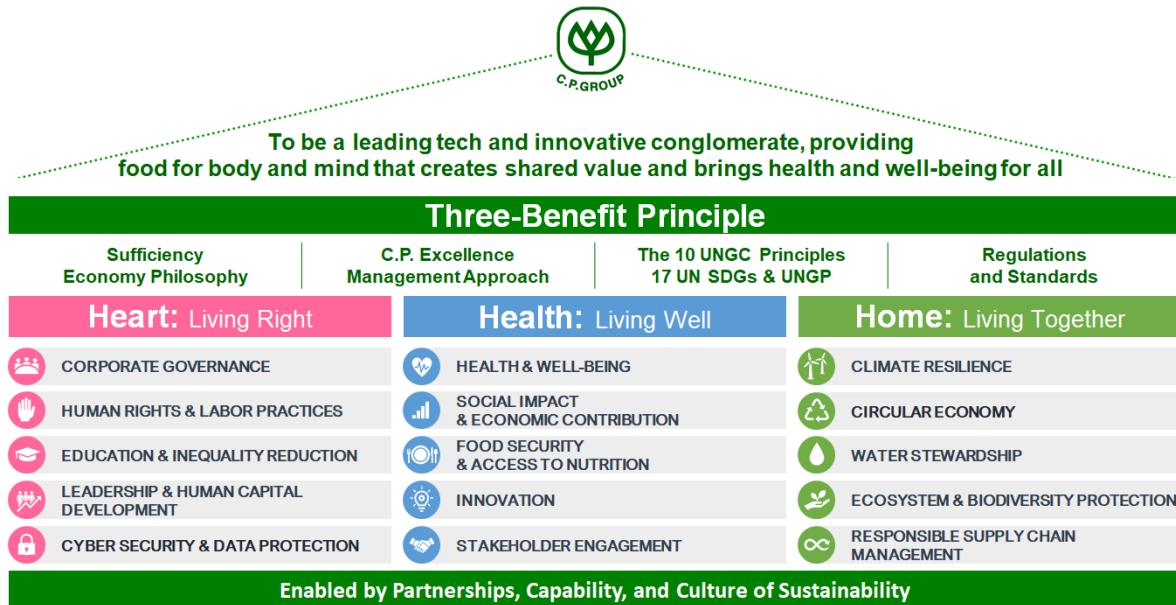 C.P.GROUP
To be a leading tech and innovative conglomerate, providing
food for body and mind that creates shared value and brings health and well-being for all
Three-Benefit Principle
Sufficiency
Economy Philosophy
C.P. Excellence
Management Approach
The 10 UNGC Principles
17 UN SDGs & UNGP
Regulations
and Standards
Heart: Living Right
CORPORATE GOVERNANCE
HUMAN RIGHTS & LABOR PRACTICES
EDUCATION & INEQUALITY REDUCTION
LEADERSHIP & HUMAN CAPITAL
DEVELOPMENT
CYBER SECURITY & DATA PROTECTION
Health: Living Well
HEALTH & WELL-BEING
SOCIAL IMPACT
& ECONOMIC CONTRIBUTION
FOOD SECURITY
& ACCESS TO NUTRITION
INNOVATION
STAKEHOLDER ENGAGEMENT
Home: Living Together
CLIMATE RESILIENCE
CIRCULAR ECONOMY
WATER STEWARDSHIP
ECOSYSTEM & BIODIVERSITY PROTECTION
RESPONSIBLE SUPPLY CHAIN
MANAGEMENT
Enabled by Partnerships, Capability, and Culture of Sustainability